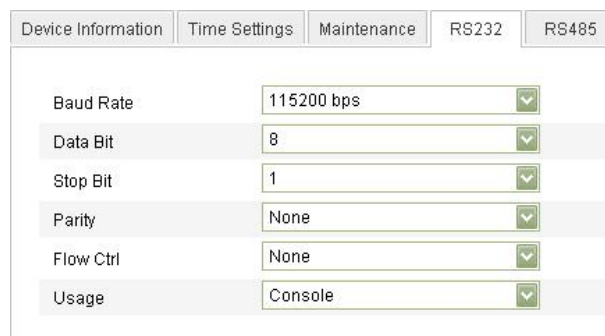 Device Information Time Settings Maintenance RS232 RS485
Baud Rate 115200 bps
Data Bit 8
Stop Bit 1
Parity None
Flow Ctrl None
Usage Console